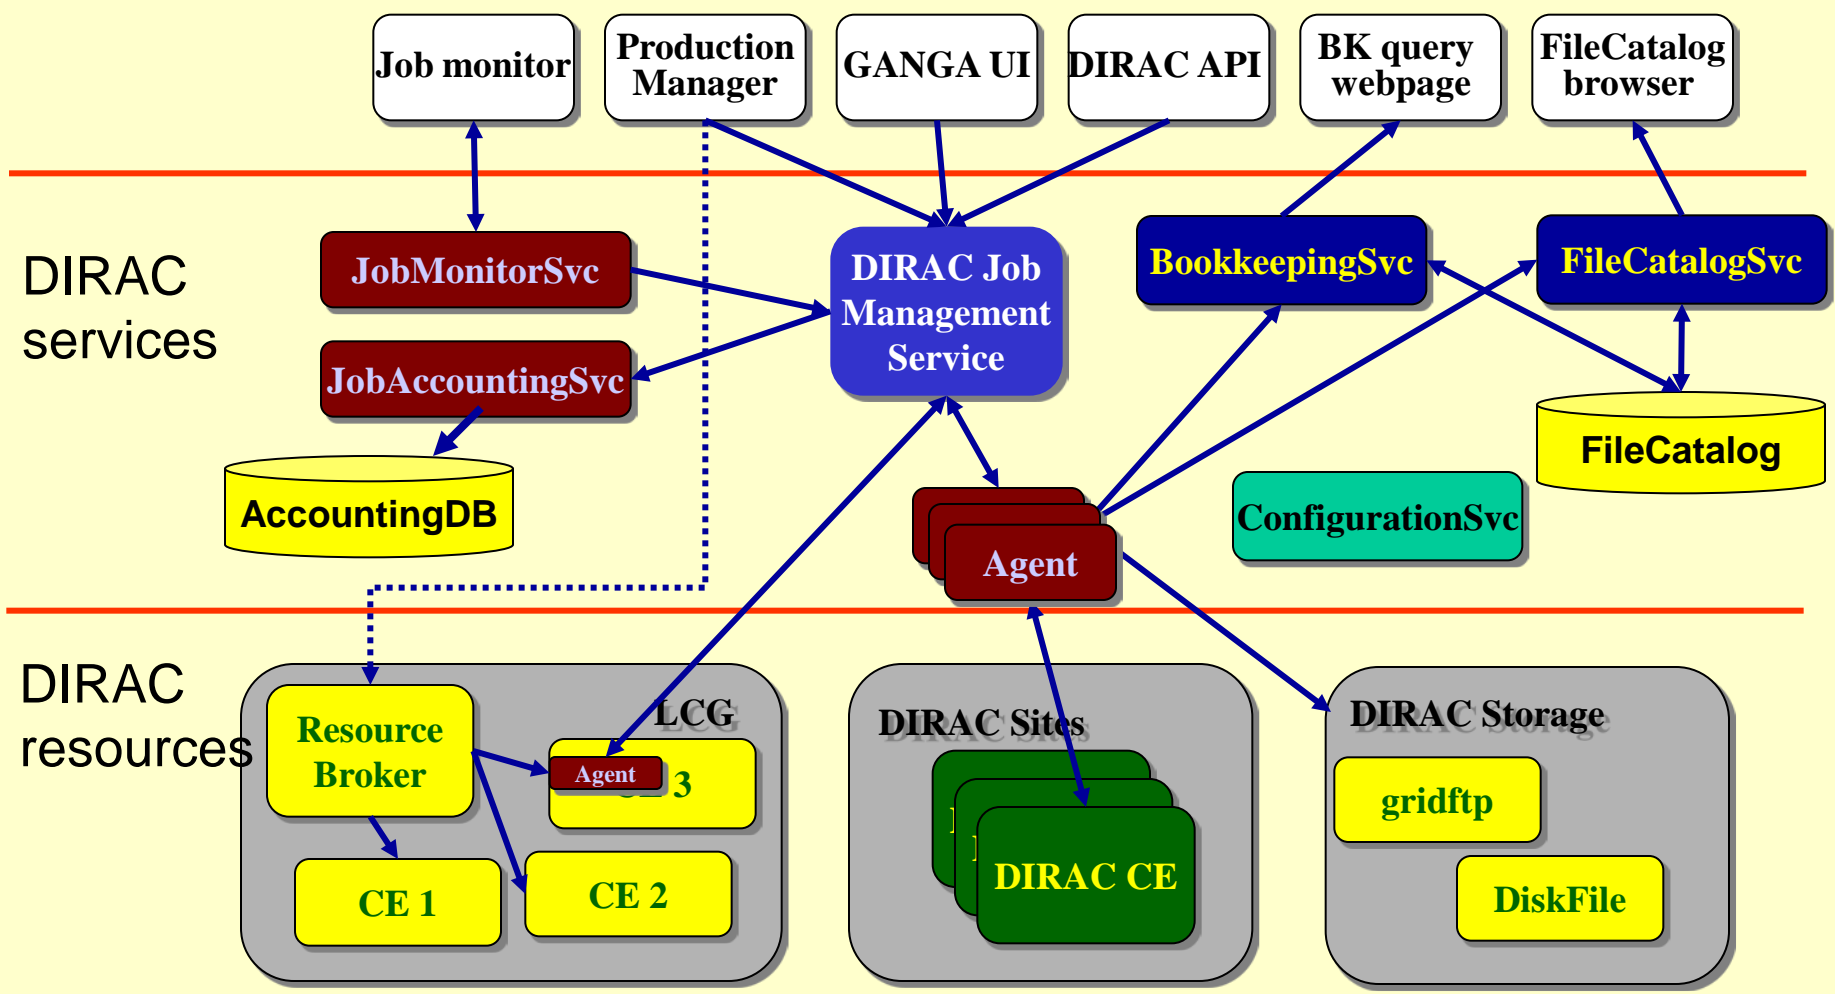 Job monitor
Production
Manager
GANGA UI
DIRAC API
BK query
webpage
FileCatalog
browser
DIRAC
services
JobMonitorSvc
JobAccountingSvc
AccountingDB
DIRAC Job
Management
Service
BookkeepingSvc
FileCatalogSvc
FileCatalog
ConfigurationSvc
Agent
DIRAC
resources
LCG
Resource
Broker
Agent
3
CE 1
CE 2
DIRAC Sites
DIRAC CE
DIRAC Storage
gridftp
DiskFile